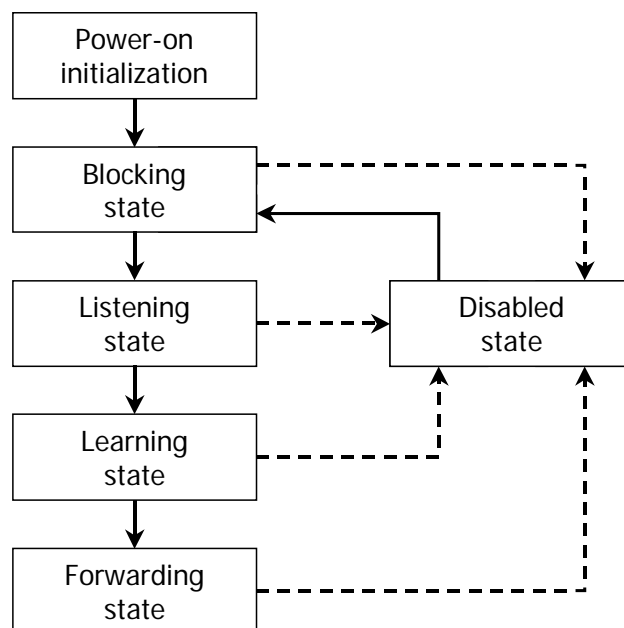 Power-on
initialization
Blocking
state
Listening
state
Disabled
state
Learning
state
Forwarding
state